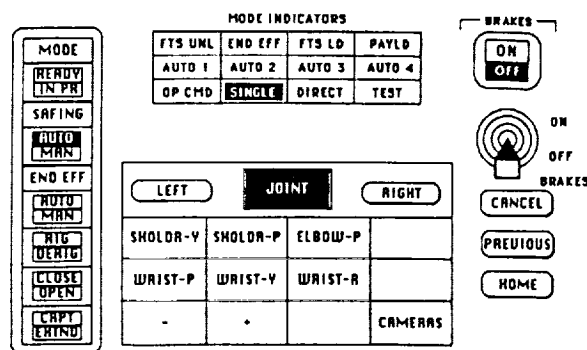 MODE INDICATORS
FTS UNL END EFF FTS LD PAYLD
AUTO 1 AUTO 2 AUTO 3 AUTO 4
OP CMD SINGLE DIRECT TEST
MODE
READY
IN PR
SAFING
AUTO
MAN
END EFF
AUTO
MAN
RIG
DERIG
CLOSE
OPEN
CAPT
EXTND
LEFT JOINT RIGHT
SHOLDR-Y SHOLDR-P ELBOW-P
WRIST-P WRIST-Y WRIST-R
- + CAMERAS
BRAKES
ON
OFF
ON
OFF
BRAKES
CANCEL
PREVIOUS
HOME